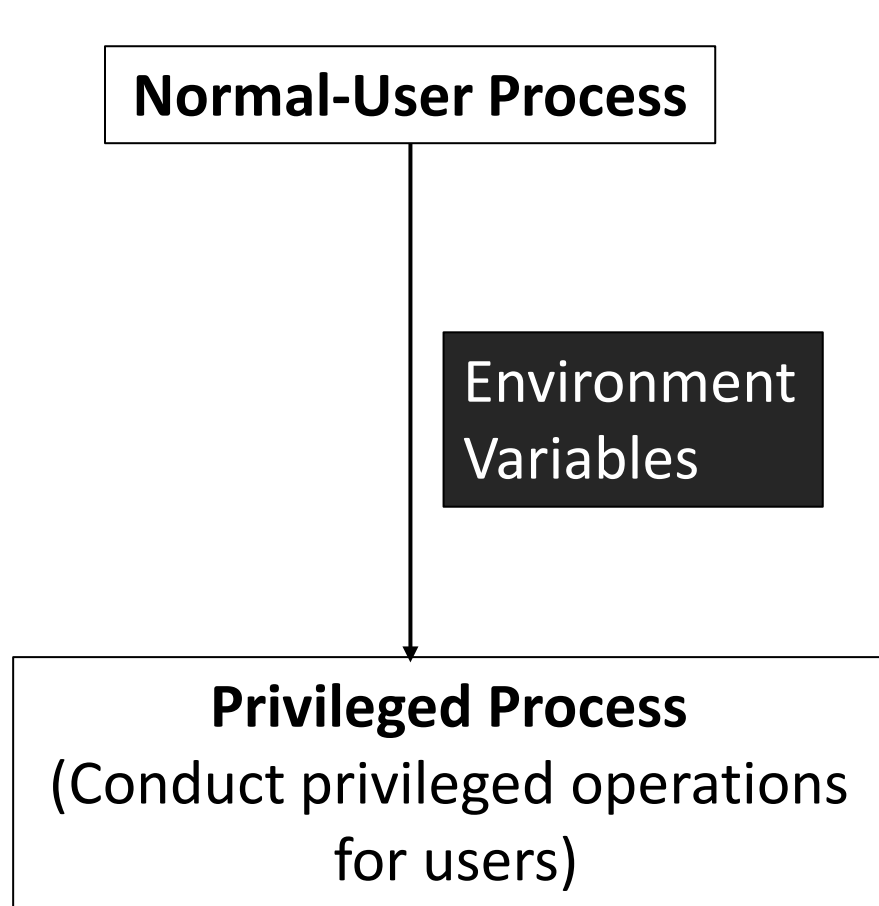 Normal-User Process
Environment
Variables
Privileged Process
(Conduct privileged operations
for users)